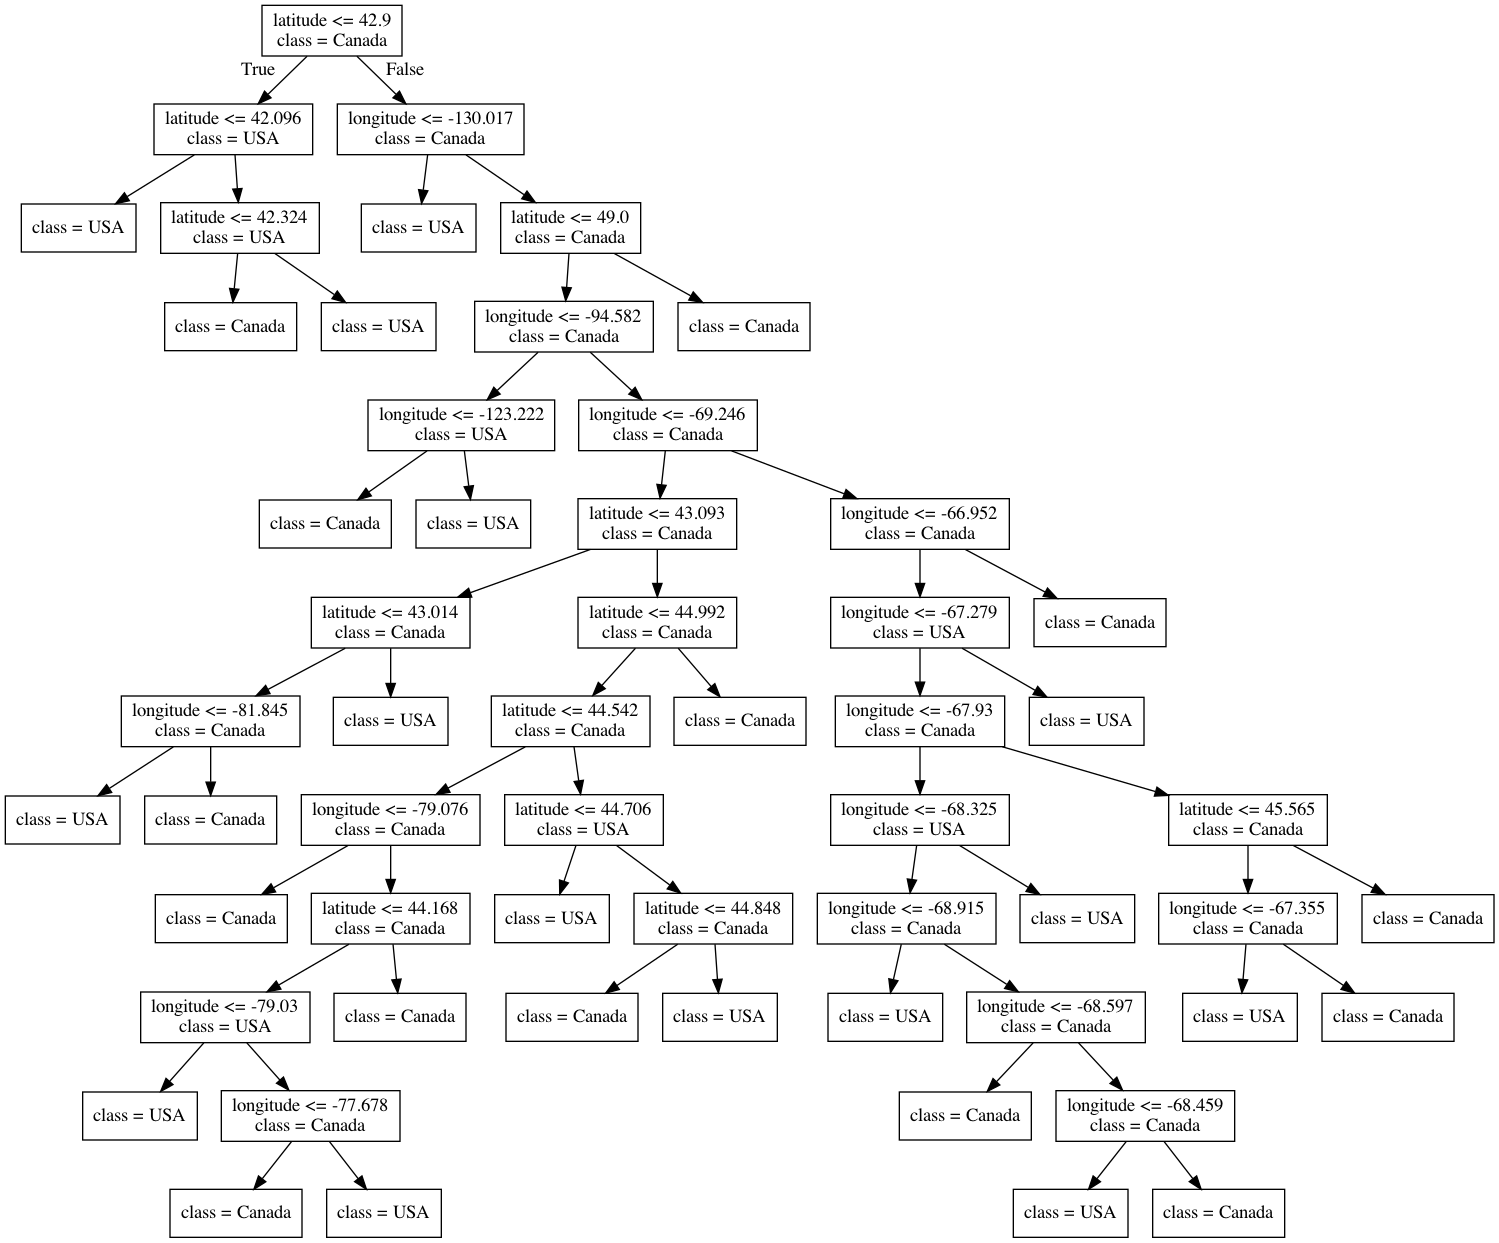 latitude <= 42.9
class = Canada
True
False
latitude <= 42.096
class = USA
longitude <= -130.017
class = Canada
class = USA
latitude <= 42.324
class = USA
class = USA
latitude <= 49.0
class = Canada
class = Canada
class = USA
longitude <= -94.582
class = Canada
class = Canada
longitude <= -123.222
class = USA
longitude <= -69.246
class = Canada
class = Canada
class = USA
latitude <= 43.093
class = Canada
longitude <= -66.952
class = Canada
latitude <= 43.014
class = Canada
latitude <= 44.992
class = Canada
longitude <= -67.279
class = USA
class = Canada
longitude <= -81.845
class = Canada
class = USA
latitude <= 44.542
class = Canada
class = Canada
longitude <= -67.93
class = Canada
class = USA
class = USA
class = Canada
longitude <= -79.076
class = Canada
latitude <= 44.706
class = USA
longitude <= -68.325
class = USA
latitude <= 45.565
class = Canada
class = Canada
latitude <= 44.168
class = Canada
class = USA
latitude <= 44.848
class = Canada
longitude <= -68.915
class = Canada
class = USA
longitude <= -67.355
class = Canada
class = Canada
longitude <= -79.03
class = USA
class = Canada
class = Canada
class = USA
class = USA
longitude <= -68.597
class = Canada
class = USA
class = Canada
class = USA
longitude <= -77.678
class = Canada
class = Canada
longitude <= -68.459
class = Canada
class = Canada
class = USA
class = USA
class = Canada